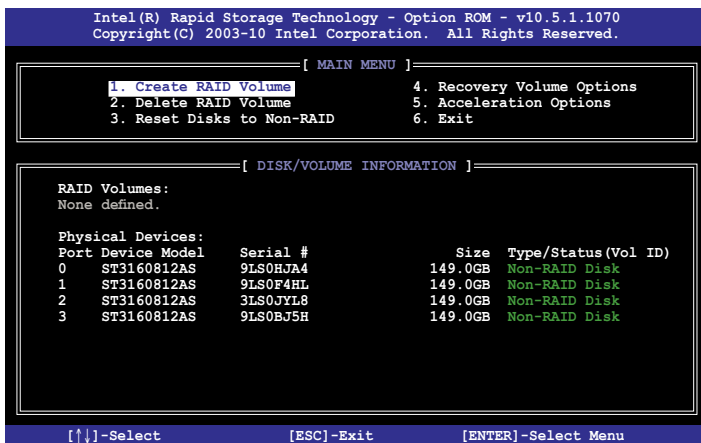 Intel(R) Rapid Storage Technology - Option ROM - v10.5.1.1070
Copyright(C) 2003-10 Intel Corporation. All Rights Reserved.
[ MAIN MENU ]
1. Create RAID Volume 4. Recovery Volume Options
2. Delete RAID Volume 5. Acceleration Options
3. Reset Disks to Non-RAID 6. Exit
[ DISK/VOLUME INFORMATION ]
RAID Volumes:
None defined.
Physical Devices:
Port Device Model Serial # Size Type/Status(Vol ID)
0 ST3160812AS 9LS0HJA4 149.0GB Non-RAID Disk
1 ST3160812AS 9LS0F4HL 149.0GB Non-RAID Disk
2 ST3160812AS 3LS0JYL8 149.0GB Non-RAID Disk
3 ST3160812AS 9LS0BJ5H 149.0GB Non-RAID Disk
[↑↓]-Select [ESC]-Exit [ENTER]-Select Menu